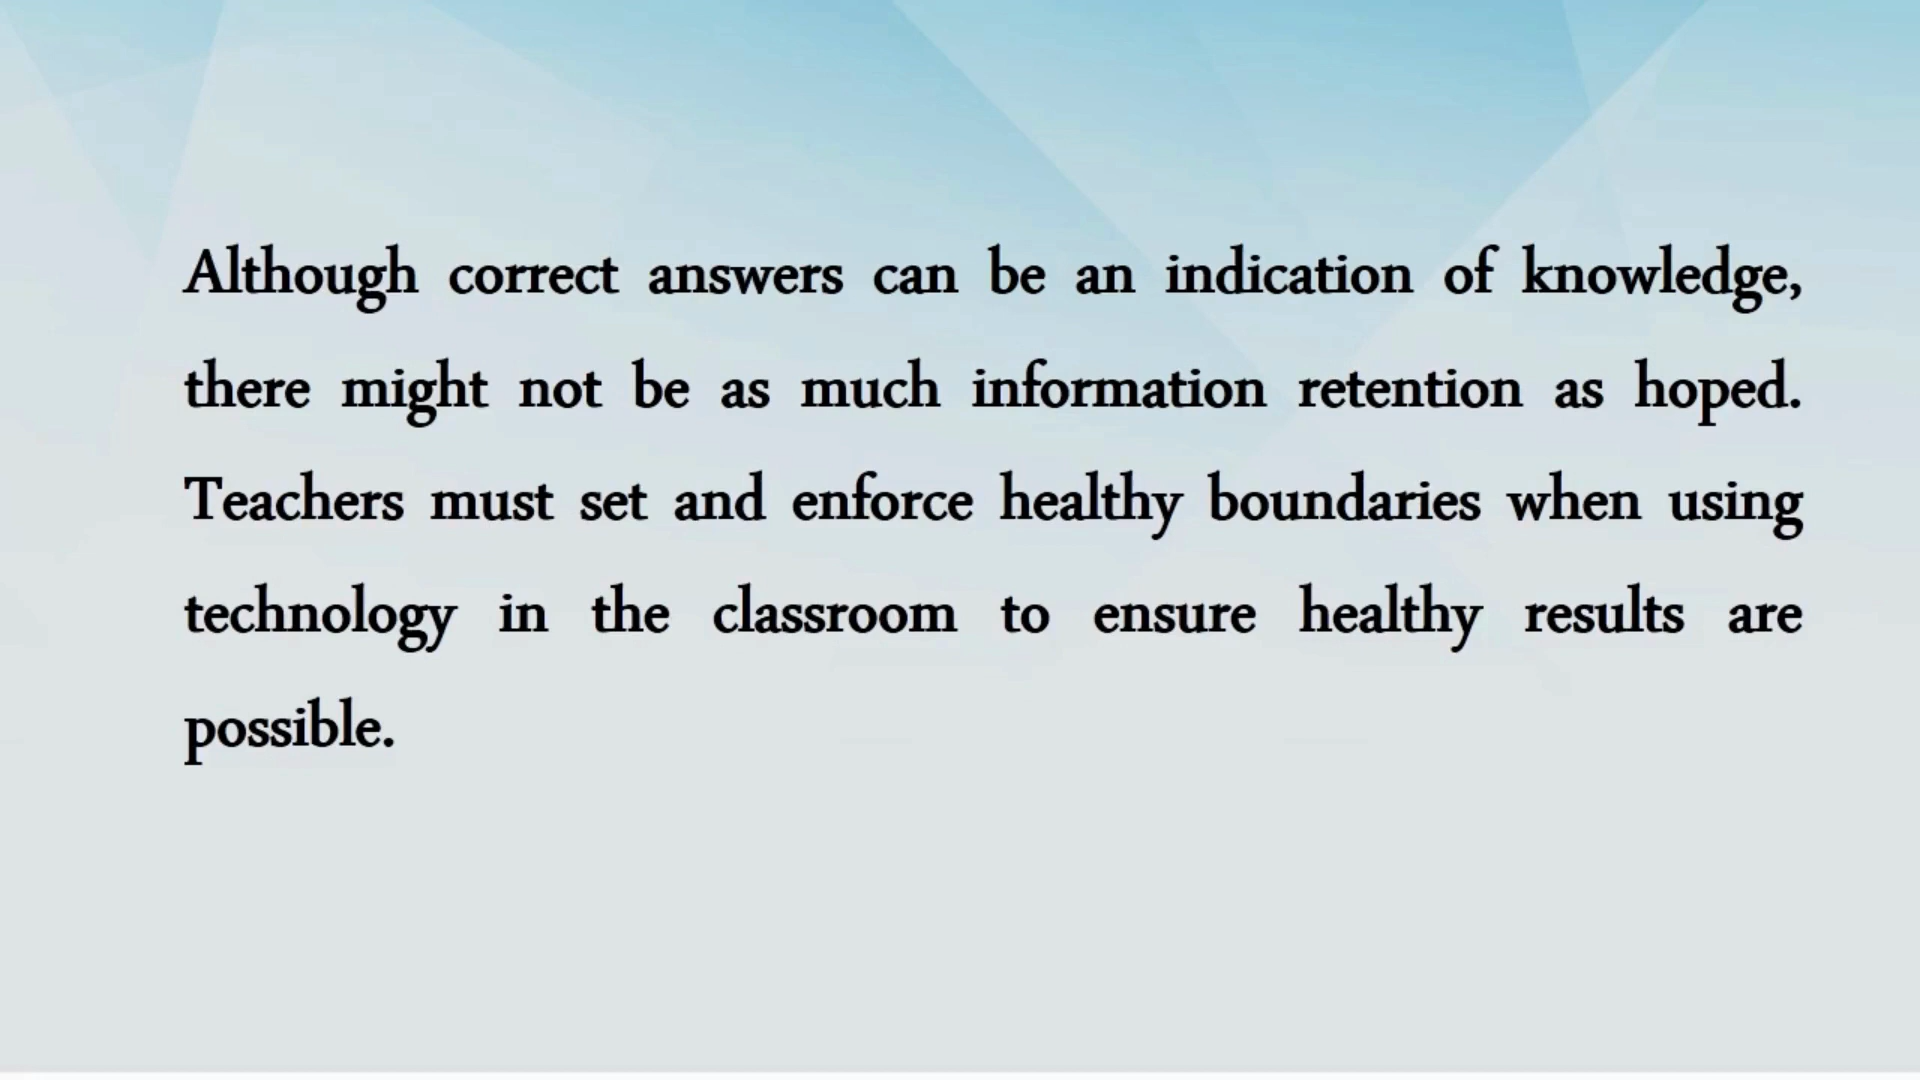 Although correct answers can be an indication of knowledge,
there might not be as much information retention as hoped.
Teachers must set and enforce healthy boundaries when using
technology in the classroom to ensure healthy results are
possible.